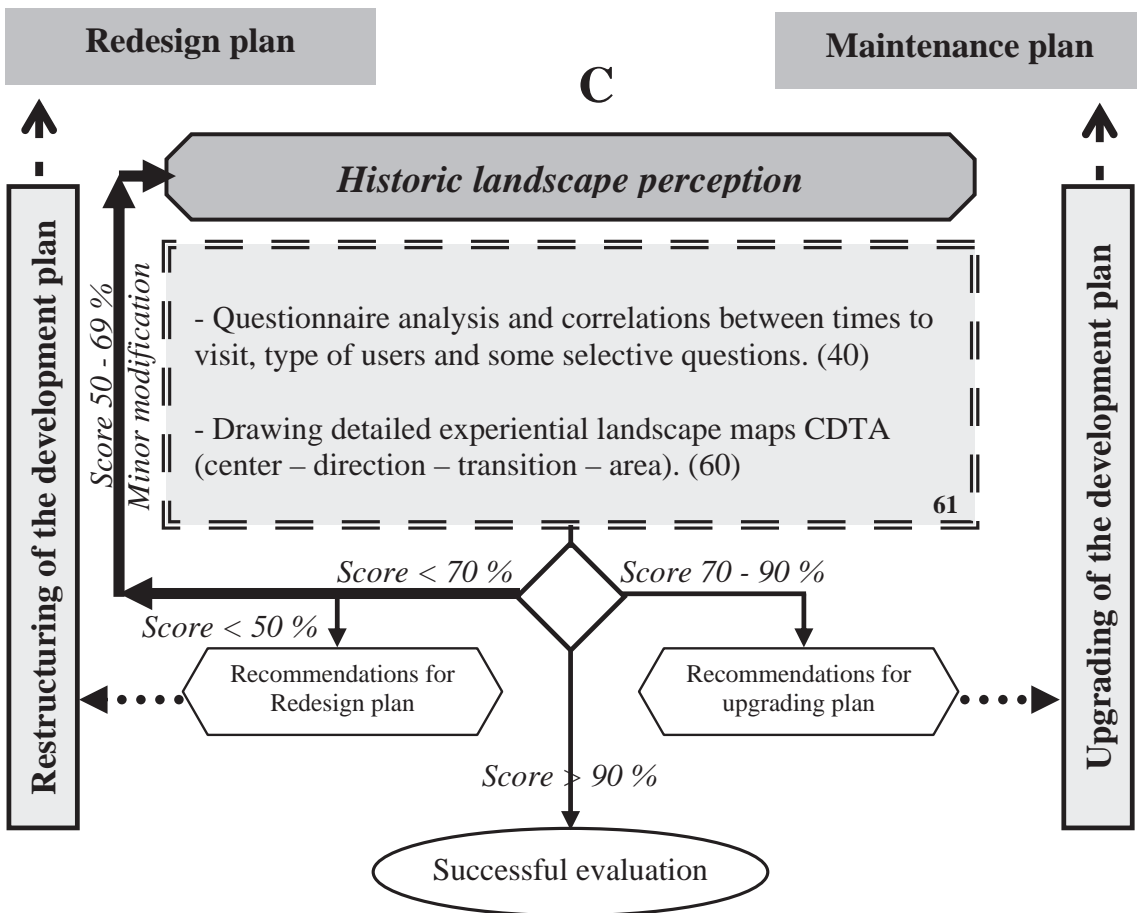 Redesign plan
Maintenance plan
C
Historic landscape perception
Restructuring of the development plan
Score 50 - 69 %
Minor modification
- Questionnaire analysis and correlations between times to
visit, type of users and some selective questions. (40)
- Drawing detailed experiential landscape maps CDTA
(center – direction – transition – area). (60)
61
Upgrading of the development plan
Score < 70 %
Score 70 - 90 %
Score < 50 %
Recommendations for
Redesign plan
Recommendations for
upgrading plan
Score > 90 %
Successful evaluation